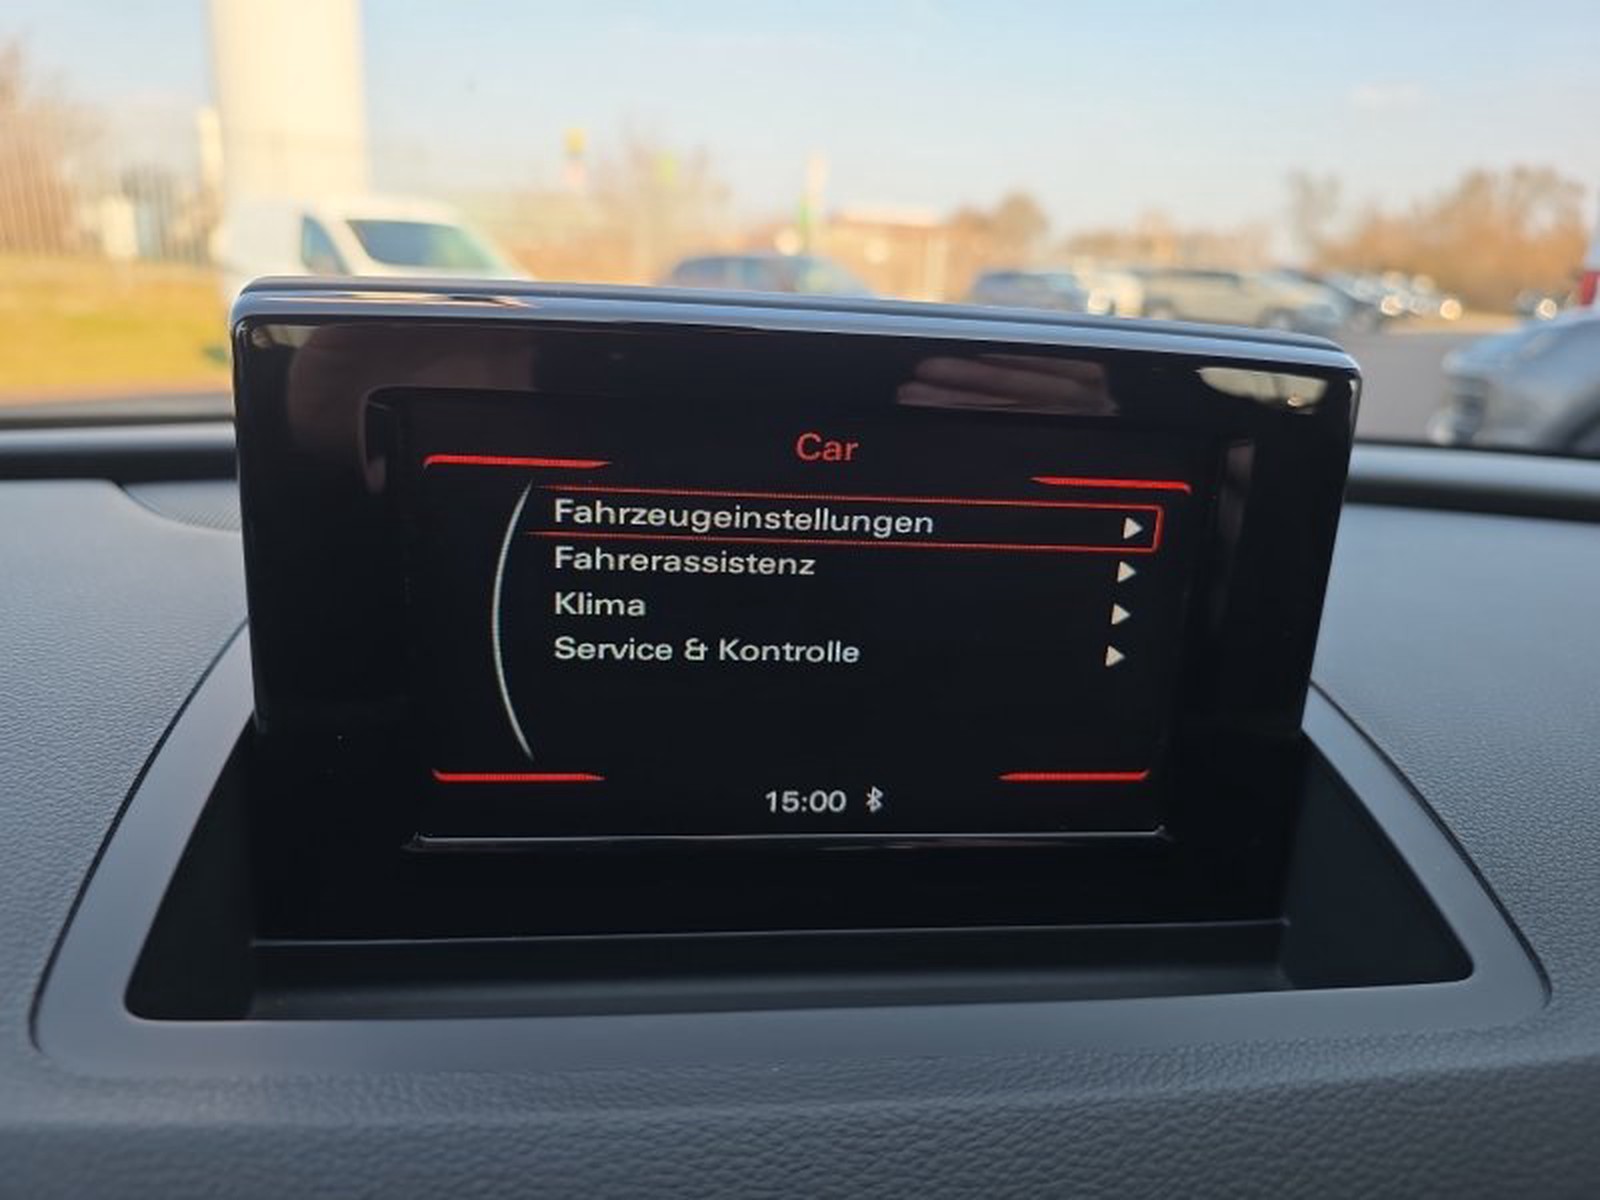 Car
Fahrzeugeinstellungen
Fahrerassistenz
Klima
Service & Kontrolle
15:00